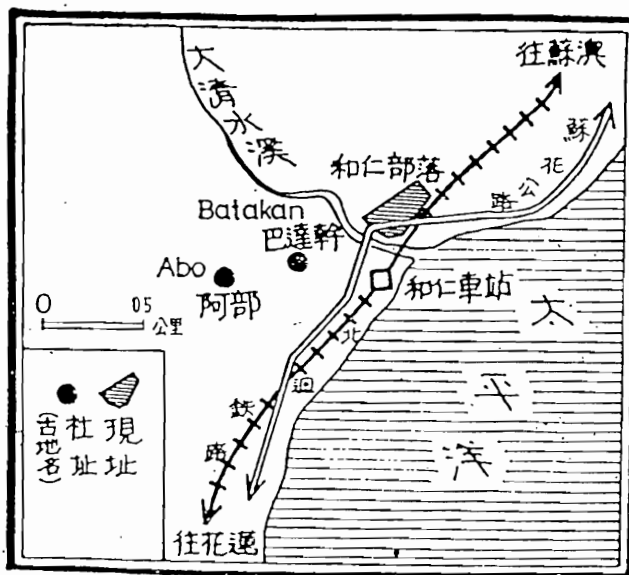 往蘇澳
大清水溪
蘇花公路
和仁部落
Batakan
巴達幹
Abo
阿部
和仁車站
0 05 公里
太平洋
北迴鉄路
現址
社址
(古地名)
往花蓮